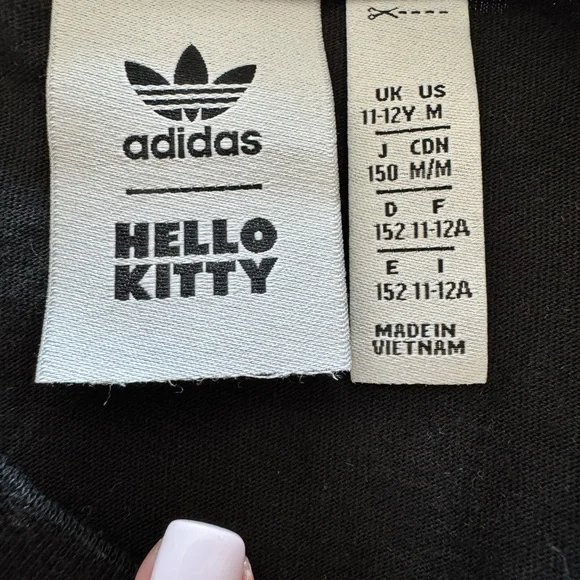 adidas
HELLO
KITTY
UK US
11-12Y M
J CDN
150 M/M
D F
152 11-12A
E I
152 11-12A
MADE IN
VIETNAM